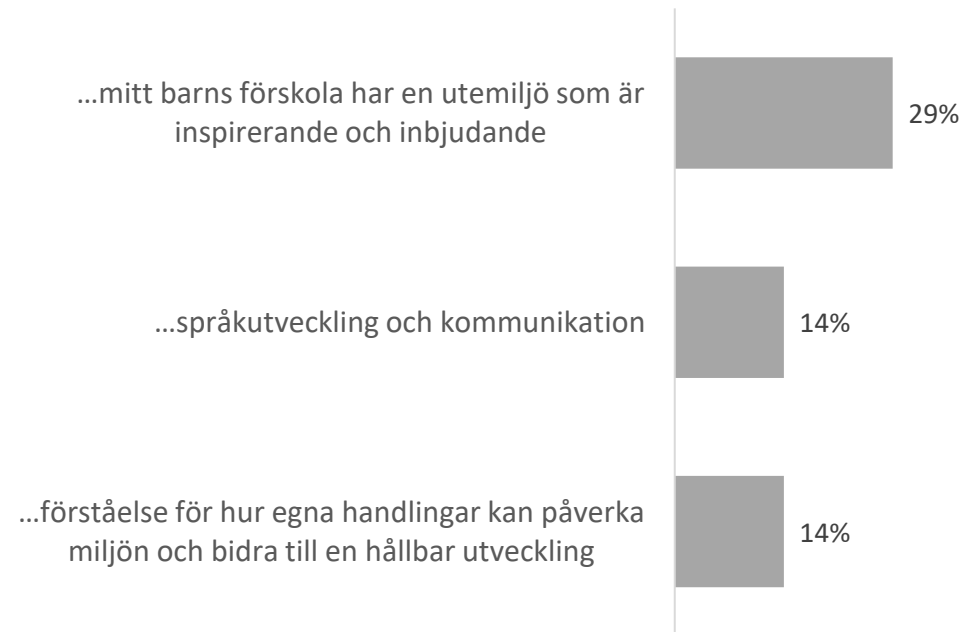 ...mitt barns förskola har en utemiljö som är
inspirerande och inbjudande
29%
...språkutveckling och kommunikation
14%
...förståelse för hur egna handlingar kan påverka
miljön och bidra till en hållbar utveckling
14%